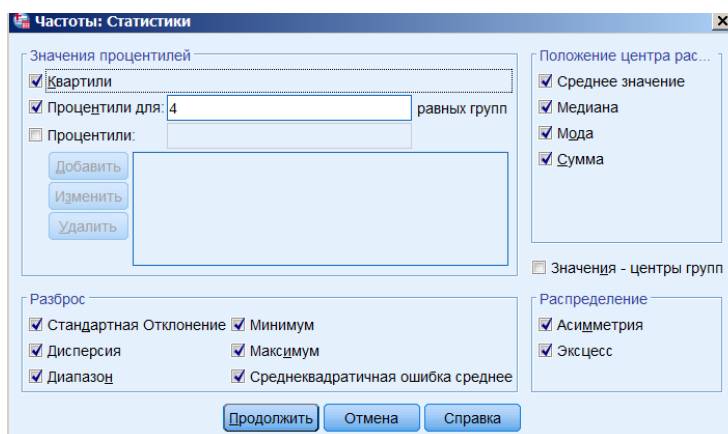 Частоты: Статистики
Значения процентилей
Квартили
Процентили для: 4 равных групп
Процентили:
Добавить
Изменить
Удалить
Положение центра рас...
Среднее значение
Медиана
Мода
Сумма
Значения - центры групп
Разброс
Стандартная Отклонение
Минимум
Дисперсия
Максимум
Диапазон
Среднеквадратичная ошибка среднее
Распределение
Асимметрия
Эксцесс
Продолжить
Отмена
Справка